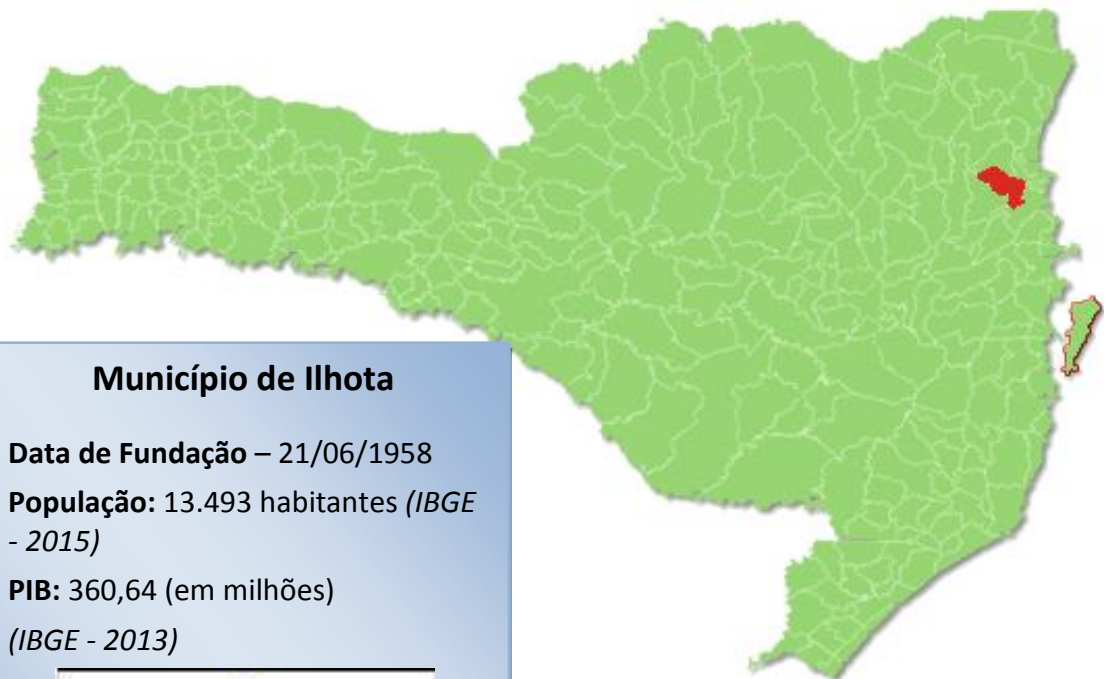 Município de Ilhota
Data de Fundação – 21/06/1958
População: 13.493 habitantes (IBGE
- 2015)
PIB: 360,64 (em milhões)
(IBGE - 2013)